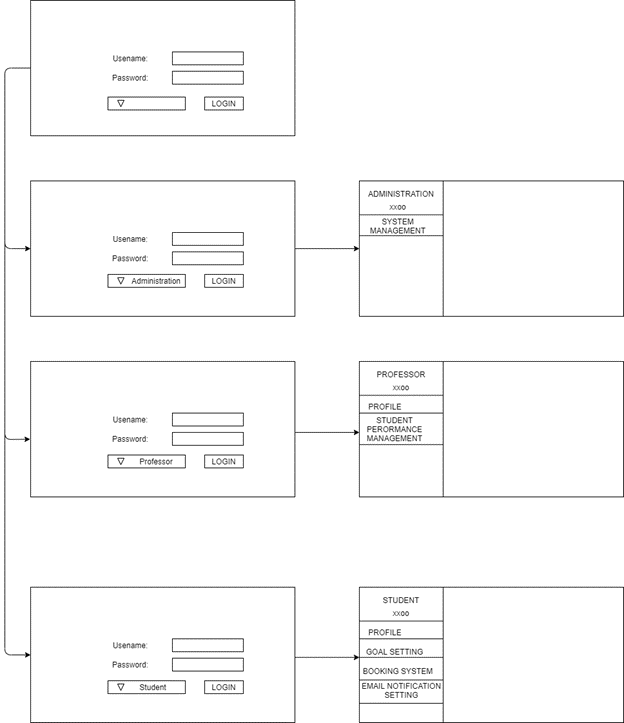 Usename:
Password:
▽ LOGIN
Usename:
Password:
▽ Administration LOGIN
ADMINISTRATION
xxoo
SYSTEM
MANAGEMENT
Usename:
Password:
▽ Professor LOGIN
PROFESSOR
xxoo
PROFILE
STUDENT
PERORMANCE
MANAGEMENT
Usename:
Password:
▽ Student LOGIN
STUDENT
xxoo
PROFILE
GOAL SETTING
BOOKING SYSTEM
EMAIL NOTIFICATION
SETTING